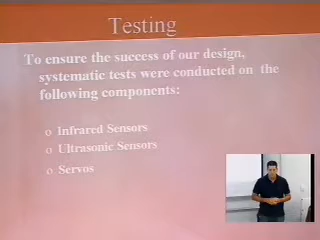 Testing
To ensure the success of our design,
systematic tests were conducted on the
following components:
o Infrared Sensors
o Ultrasonic Sensors
o Servos